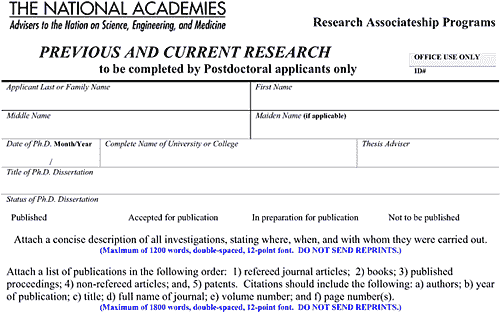 THE NATIONAL ACADEMIES
Advisers to the Nation on Science, Engineering, and Medicine
Research Associateship Programs
PREVIOUS AND CURRENT RESEARCH
to be completed by Postdoctoral applicants only
OFFICE USE ONLY
ID#
Applicant Last or Family Name
First Name
Middle Name
Maiden Name (if applicable)
Date of Ph.D. Month/Year
Complete Name of University or College
Thesis Adviser
/
Title of Ph.D. Dissertation
Status of Ph.D. Dissertation
Published
Accepted for publication
In preparation for publication
Not to be published
Attach a concise description of all investigations, stating where, when, and with whom they were carried out.
(Maximum of 1200 words, double-spaced, 12-point font. DO NOT SEND REPRINTS.)
Attach a list of publications in the following order: 1) refereed journal articles; 2) books; 3) published
proceedings; 4) non-refereed articles; and, 5) patents. Citations should include the following: a) authors; b) year
of publication; c) title; d) full name of journal; e) volume number; and f) page number(s).
(Maximum of 1800 words, double-spaced, 12-point font. DO NOT SEND REPRINTS.)